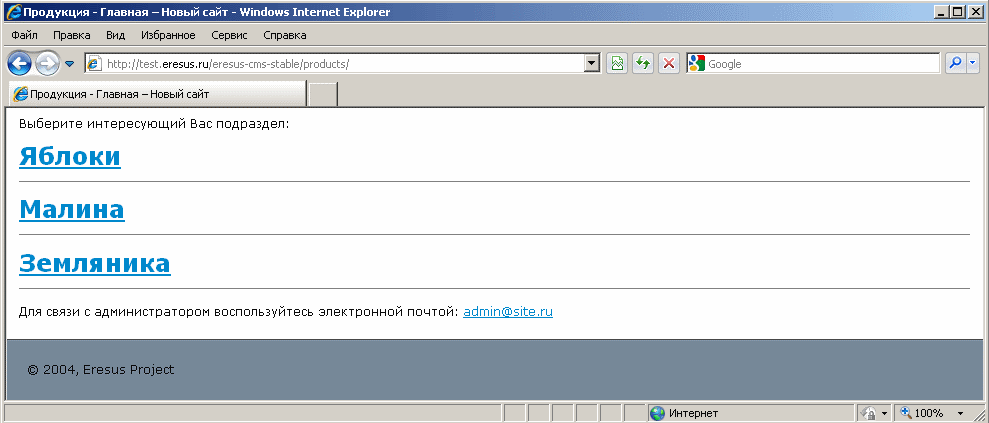 Продукция - Главная – Новый сайт - Windows Internet Explorer
Файл Правка Вид Избранное Сервис Справка
http://test.eresus.ru/eresus-cms-stable/products/ Google
Продукция - Главная – Новый сайт
Выберите интересующий Вас подраздел:
Яблоки
Малина
Земляника
Для связи с администратором воспользуйтесь электронной почтой: admin@site.ru
© 2004, Eresus Project
Интернет 100%